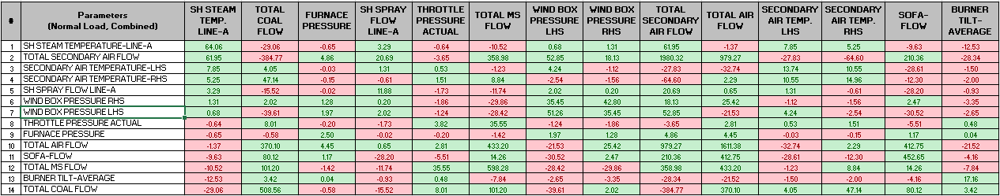 # Parameters (Normal Load, Combined) SH STEAM TEMP. LINE-A TOTAL COAL FLOW FURNACE PRESSURE SH SPRAY FLOW LINE-A THROTTLE PRESSURE ACTUAL TOTAL MS FLOW WIND BOX PRESSURE LHS WIND BOX PRESSURE RHS TOTAL SECONDARY AIR FLOW TOTAL AIR FLOW SECONDARY AIR TEMP. LHS SECONDARY AIR TEMP. RHS SOFA-FLOW BURNER TILT-AVERAGE
1 SH STEAM TEMPERATURE-LINE-A 64.06 -29.06 -0.65 3.29 -0.64 -10.52 0.68 1.31 61.95 -1.37 7.85 5.25 -9.63 -12.53
2 TOTAL SECONDARY AIR FLOW 61.95 -384.77 4.86 20.69 -3.65 358.98 52.85 18.13 1980.32 979.27 -27.83 -64.60 210.36 -28.34
3 SECONDARY AIR TEMPERATURE-LHS 7.85 4.05 -0.03 1.31 0.53 -1.23 4.24 -1.12 -27.83 -32.74 13.74 10.55 -28.61 -1.50
4 SECONDARY AIR TEMPERATURE-RHS 5.25 47.14 -0.15 -0.61 1.51 8.84 -2.54 -1.56 -64.60 2.29 10.55 14.96 -12.30 -2.00
5 SH SPRAY FLOW LINE-A 3.29 -15.52 -0.02 11.88 -1.73 -11.74 2.02 0.20 20.69 0.65 1.31 -0.61 -28.20 -0.93
6 WIND BOX PRESSURE RHS 1.31 2.02 1.28 0.20 -1.86 -29.86 35.45 42.80 18.13 25.42 -1.12 -1.56 2.47 -3.35
7 WIND BOX PRESSURE LHS 0.68 -39.61 1.97 2.02 -1.24 -28.42 51.26 35.45 52.85 -21.53 4.24 -2.54 -30.52 -2.65
8 THROTTLE PRESSURE ACTUAL -0.64 8.01 -0.20 -1.73 3.82 35.55 -1.24 -1.86 -3.65 2.81 0.53 1.51 -5.51 0.48
9 FURNACE PRESSURE -0.65 -0.58 2.50 -0.02 -0.20 -1.42 1.97 1.28 4.86 4.45 -0.03 -0.15 1.17 0.04
10 TOTAL AIR FLOW -1.37 370.10 4.45 0.65 2.81 433.20 -21.53 25.42 979.27 1611.38 -32.74 2.29 412.75 -21.52
11 SOFA-FLOW -9.63 80.12 1.17 -28.20 -5.51 14.26 -30.52 2.47 210.36 412.75 -28.61 -12.30 452.65 -4.16
12 TOTAL MS FLOW -10.52 101.20 -1.42 -11.74 35.55 598.28 -28.42 -29.86 358.98 433.20 -1.23 8.84 14.26 -7.84
13 BURNER TILT-AVERAGE -12.53 3.42 0.04 -0.93 0.48 -7.84 -2.65 -3.35 -28.34 -21.52 -1.50 -2.00 -4.16 17.16
14 TOTAL COAL FLOW -29.06 508.56 -0.58 -15.52 8.01 101.20 -39.61 2.02 -384.77 370.10 4.05 47.14 80.12 3.42